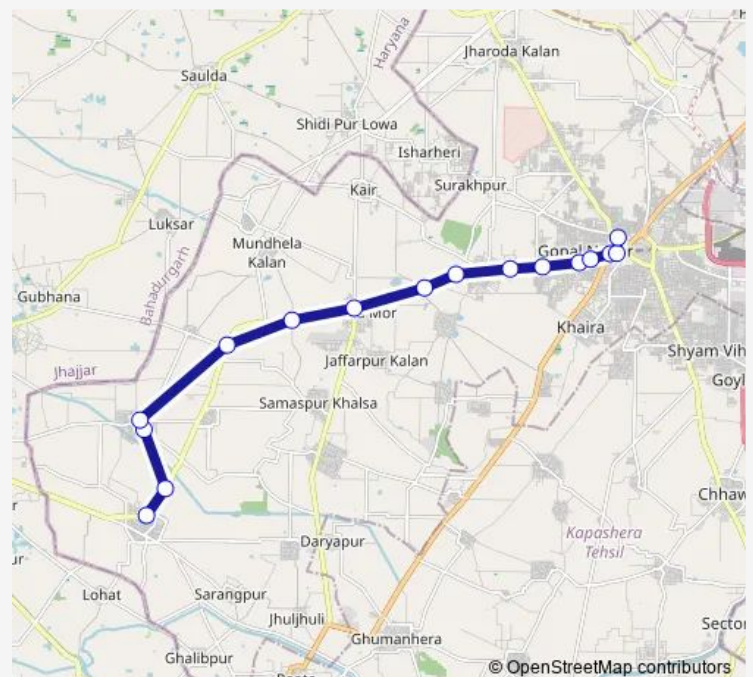 Haryana
Jharoda Kalan
Saulda
Shidi Pur Lowa
Isharheri
Surakhpur
Kair
Luksar
Mundhela
Kalan
Bahadurgarh
Gubhana
Mor
Khaira
Shyam Vih
Jaffarpur Kalan
Jhajjar
Goyl
Samaspur Khalsa
Chhaw
Kapashera
Tehsil
Daryapur
Lohat
Sarangpur
Jhuljhuli
Sector
Ghumanhera
Ghalibpur
© OpenStreetMap contributors